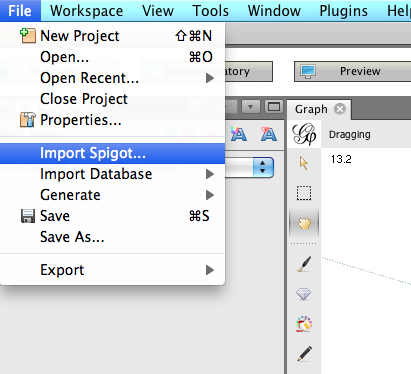 File Workspace View Tools Window Plugins Help
New Project ⇧⌘N
Open... ⌘O
Open Recent...
Close Project
Properties...
Import Spigot...
Import Database
Generate
Save ⌘S
Save As...
Export
Preview
Graph
Dragging
13.2